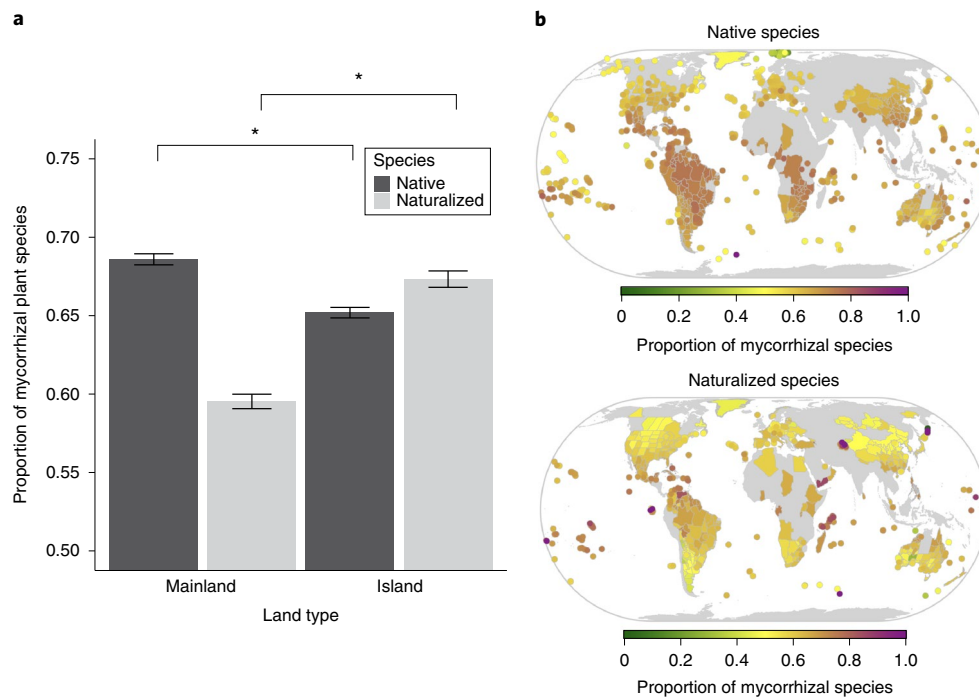 a
*
*
Species
Native
Naturalized
Proportion of mycorrhizal plant species
0.75
0.70
0.65
0.60
0.55
0.50
Mainland
Island
Land type
b
Native species
0 0.2 0.4 0.6 0.8 1.0
Proportion of mycorrhizal species
Naturalized species
0 0.2 0.4 0.6 0.8 1.0
Proportion of mycorrhizal species